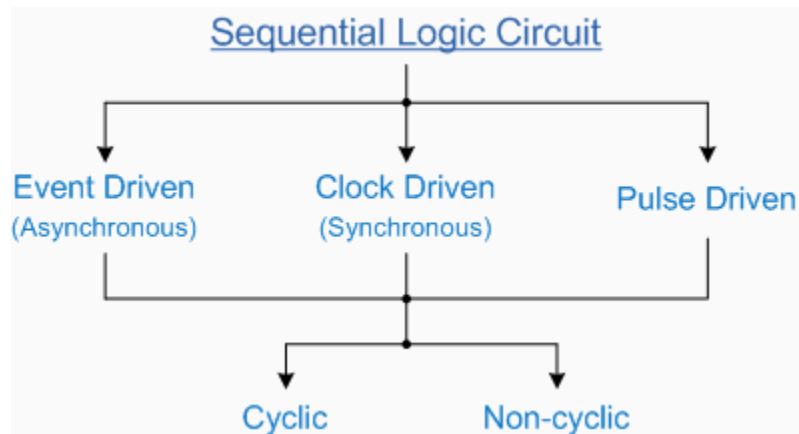 Sequential Logic Circuit
Event Driven
(Asynchronous)
Clock Driven
(Synchronous)
Pulse Driven
Cyclic
Non-cyclic